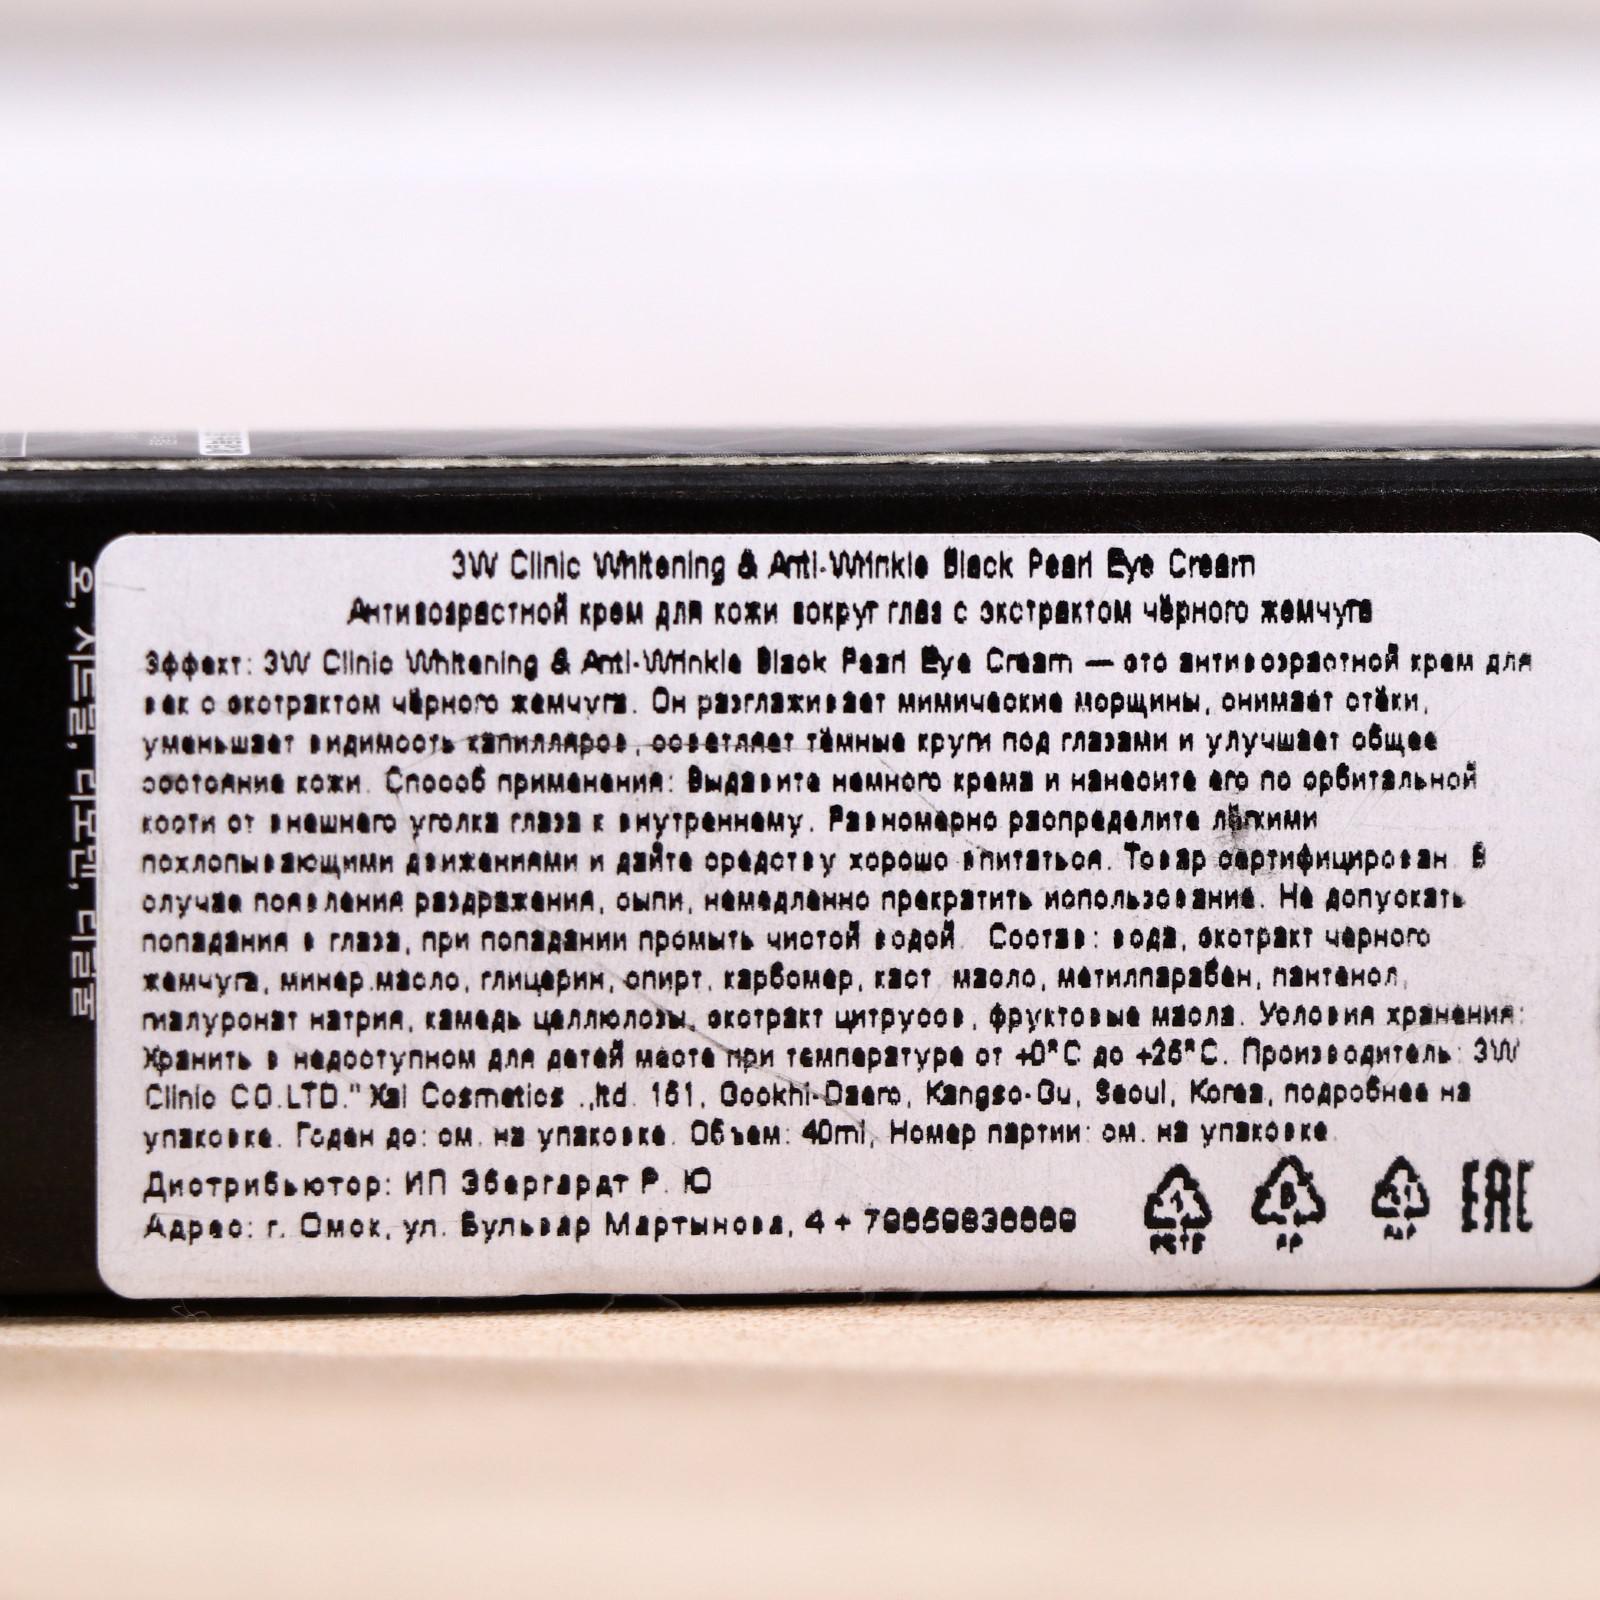 3W Clinic Whitening & Anti-Wrinkle Black Pearl Eye Cream
Антивозрастной крем для кожи вокруг глаз с экстрактом чёрного жемчуга
Эффект: 3W Clinic Whitening & Anti-Wrinkle Black Pearl Eye Cream — это антивозрастной крем для
век с экстрактом чёрного жемчуга. Он разглаживает мимические морщины, снимает отёки,
уменьшает видимость капилляров, осветляет тёмные круги под глазами и улучшает общее
состояние кожи. Способ применения: Выдавите немного крема и нанесите его по орбитальной
кости от внешнего уголка глаза к внутреннему. Равномерно распределите лёгкими
похлопывающими движениями и дайте средству хорошо впитаться. Товар сертифицирован. В
случае появления раздражения, сыпи, немедленно прекратить использование. Не допускать
попадания в глаза, при попадании промыть чистой водой. Состав: вода, экстракт черного
жемчуга, минер.масло, глицерин, спирт, карбомер, каст. масло, метилпарабен, пантенол,
гиалуронат натрия, камедь целлюлозы, экстракт цитрусов, фруктовые масла. Условия хранения:
Хранить в недоступном для детей месте при температуре от +0°С до +25°С. Производитель: 3W
Clinic CO.LTD." Xai Cosmetics .,ltd. 151, Gookhi-Daero, Kangso-Gu, Seoul, Korea, подробнее на
упаковке. Годен до: см. на упаковке. Объем: 40ml, Номер партии: см. на упаковке.
Дистрибьютор: ИП Эбергардт Р. Ю
Адрес: г. Омск, ул. Бульвар Мартынова, 4 +
1
EAC